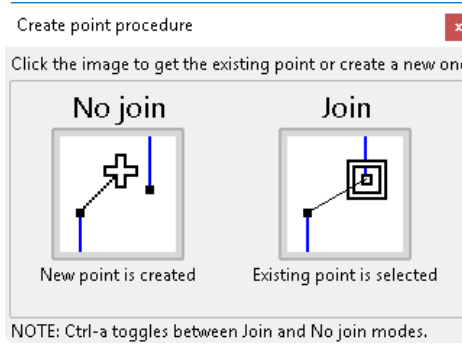 Create point procedure
x
Click the image to get the existing point or create a new one
No join
Join
New point is created
Existing point is selected
NOTE: Ctrl-a toggles between Join and No join modes.